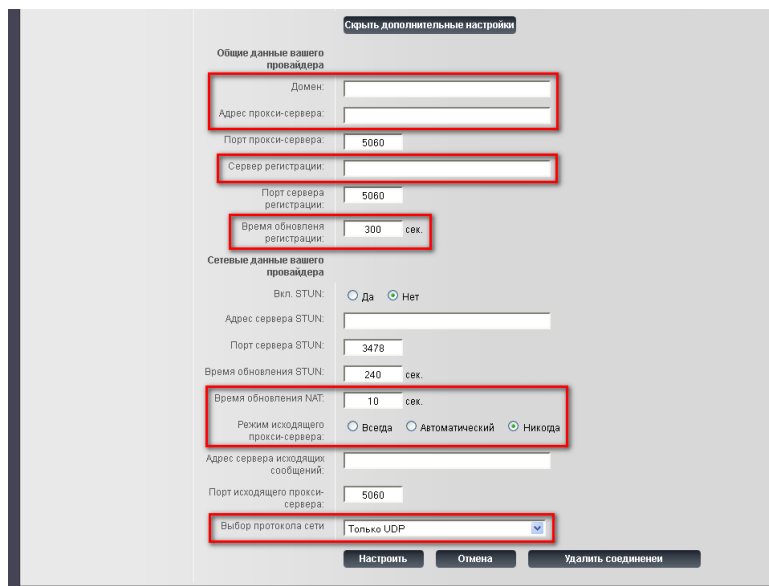 Скрыть дополнительные настройки
Общие данные вашего
провайдера
Домен:
Адрес прокси-сервера:
Порт прокси-сервера: 5060
Сервер регистрации:
Порт сервера
регистрации: 5060
Время обновленя
регистрации: 300 сек.
Сетевые данные вашего
провайдера
Вкл. STUN: Да Нет
Адрес сервера STUN:
Порт сервера STUN: 3478
Время обновления STUN: 240 сек.
Время обновления NAT: 10 сек.
Режим исходящего
прокси-сервера: Всегда Автоматический Никогда
Адрес сервера исходящих
сообщений:
Порт исходящего прокси-
сервера: 5060
Выбор протокола сети Только UDP
Настроить Отмена Удалить соединенеи